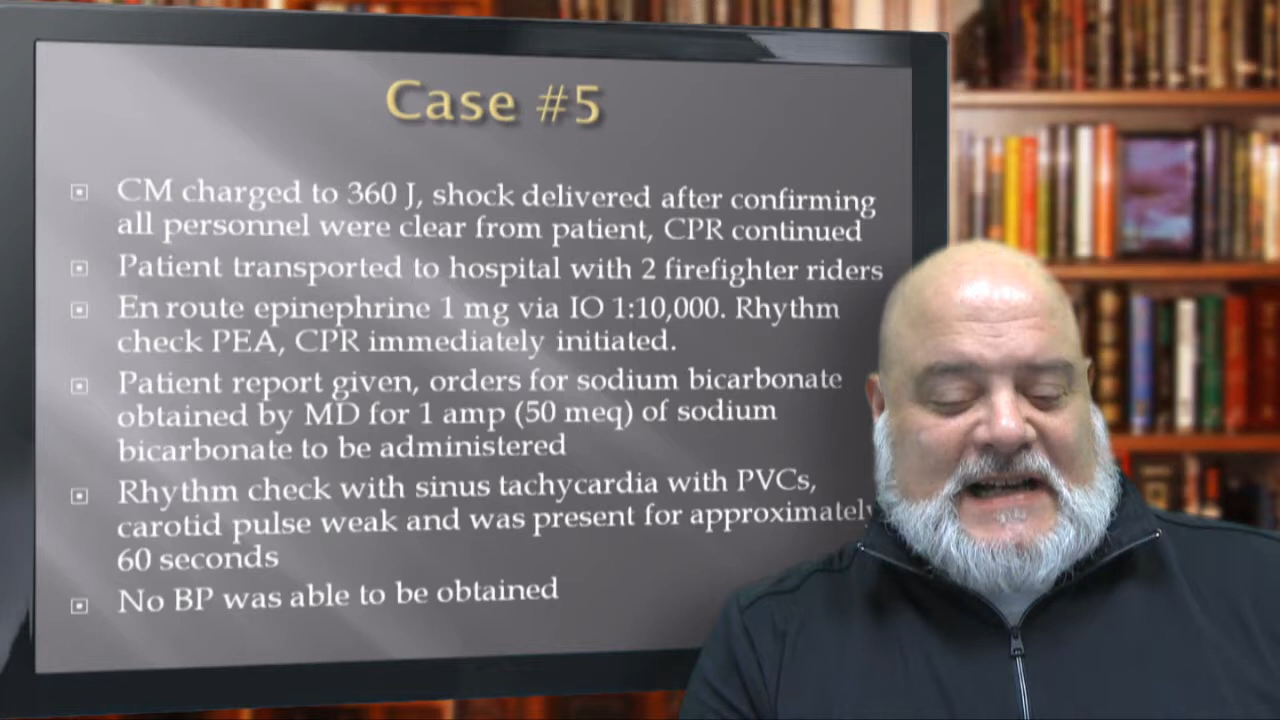 Case #5
CM charged to 360 J, shock delivered after confirming
all personnel were clear from patient, CPR continued
Patient transported to hospital with 2 firefighter riders
En route epinephrine 1 mg via IO 1:10,000. Rhythm
check PEA, CPR immediately initiated.
Patient report given, orders for sodium bicarbonate
obtained by MD for 1 amp (50 meq) of sodium
bicarbonate to be administered
Rhythm check with sinus tachycardia with PVCs,
carotid pulse weak and was present for approximately
60 seconds
No BP was able to be obtained